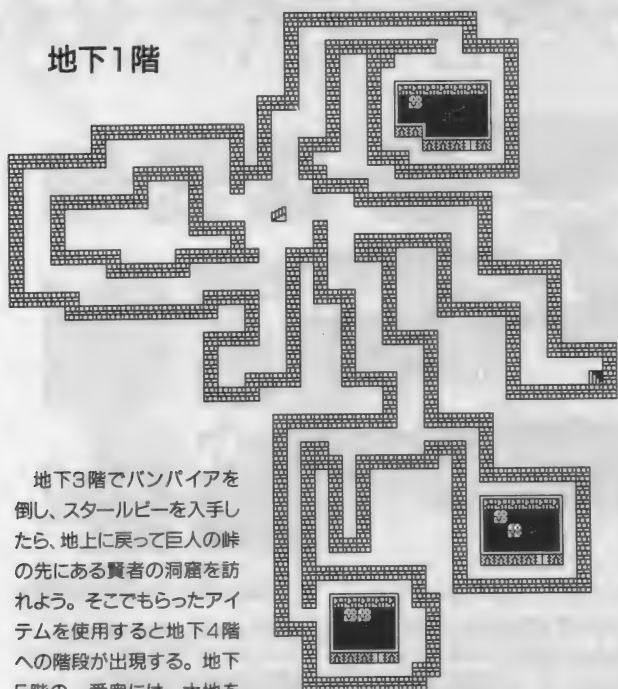 地下1階
地下3階でバンパイアを
倒し、スタールビーを入手し
たら、地上に戻って巨人の峠
の先にある賢者の洞窟を訪
れよう。そこでもらったアイ
テムを使用すると地下4階
への階段が出現する。地下